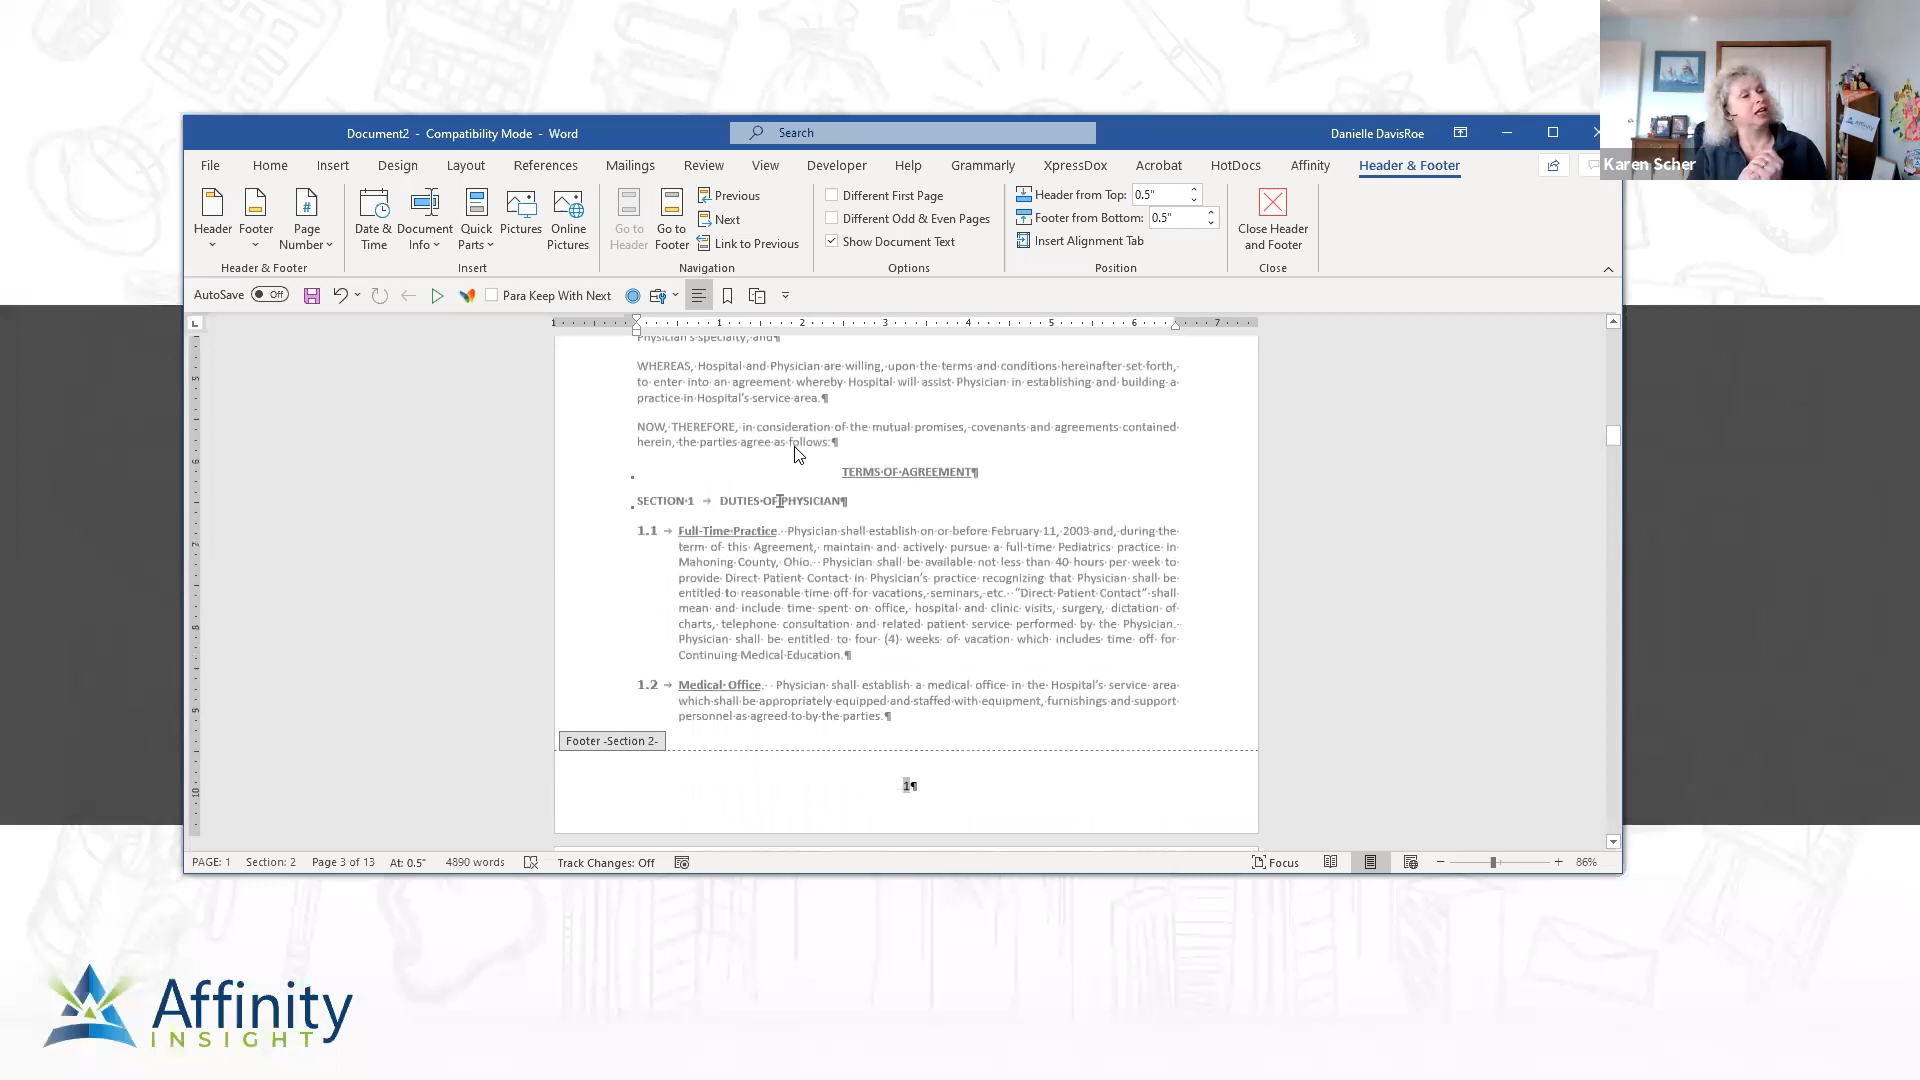 Document2 - Compatibility Mode - Word
Search
Danielle DavisRoe
Karen Scher
Affinity
File Home Insert Draw Design Layout References Mailings Review View Developer Help Grammarly XpressDox Acrobat HotDocs Affinity Header & Footer
Header
Footer
Page Number
Header & Footer
Date & Time
Document Info
Quick Parts
Pictures
Online Pictures
Insert
Go to Header
Go to Footer
Previous
Next
Link to Previous
Navigation
Different First Page
Different Odd & Even Pages
Show Document Text
Options
Header from Top: 0.5"
Footer from Bottom: 0.5"
Insert Alignment Tab
Position
Close Header and Footer
Close
AutoSave Off
Para Keep With Next
1 1 2 3 4 5 6 7
Physician's specialty; and¶
WHEREAS, Hospital and Physician are willing, upon the terms and conditions hereinafter set forth,
to enter into an agreement whereby Hospital will assist Physician in establishing and building a
practice in Hospital's service area.¶
NOW, THEREFORE, in consideration of the mutual promises, covenants and agreements contained
herein, the parties agree as follows:¶
TERMS OF AGREEMENT¶
SECTION 1 → DUTIES OF PHYSICIAN¶
1.1 → Full-Time Practice. Physician shall establish on or before February 11, 2003 and, during the
term of this Agreement, maintain and actively pursue a full-time Pediatrics practice in
Mahoning County, Ohio. Physician shall be available not less than 40 hours per week to
provide Direct Patient Contact in Physician's practice recognizing that Physician shall be
entitled to reasonable time off for vacations, seminars, etc. "Direct Patient Contact" shall
mean and include time spent on office, hospital and clinic visits, surgery, dictation of
charts, telephone consultation and related patient service performed by the Physician.
Physician shall be entitled to four (4) weeks of vacation which includes time off for
Continuing Medical Education.¶
1.2 → Medical Office. Physician shall establish a medical office in the Hospital's service area
which shall be appropriately equipped and staffed with equipment, furnishings and support
personnel as agreed to by the parties.¶
Footer -Section 2-
1¶
PAGE: 1 Section: 2 Page 3 of 13 At: 0.5" 4890 words Track Changes: Off Focus 86%
Affinity
INSIGHT